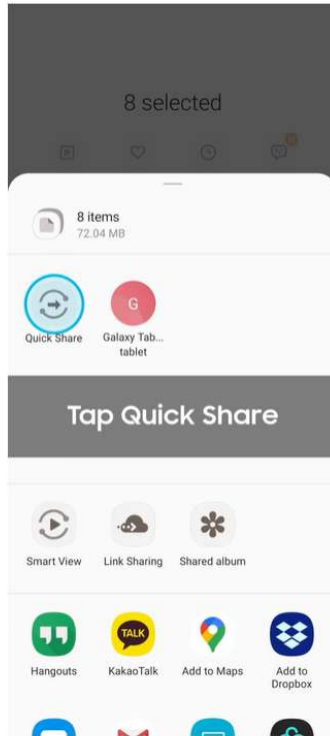 8 selected
8 items
72.04 MB
G
Quick Share
Galaxy Tab...
tablet
Tap Quick Share
Smart View
Link Sharing
Shared album
TALK
Hangouts
KakaoTalk
Add to Maps
Add to
Dropbox